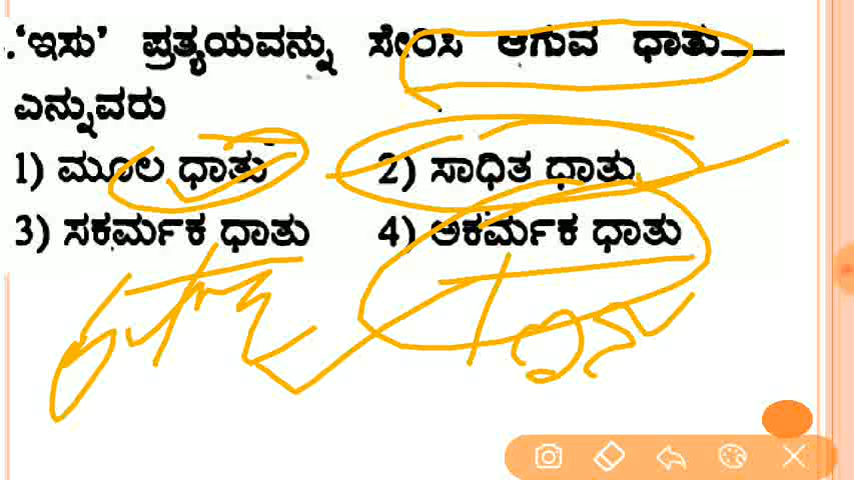 .‘ಇಸು’ ಪ್ರತ್ಯಯವನ್ನು ಸೇರಿಸಿ ಆಗುವ ಧಾತು___
ಎನ್ನುವರು
1) ಮೂಲ ಧಾತು 2) ಸಾಧಿತ ಧಾತು
3) ಸಕರ್ಮಕ ಧಾತು 4) ಅಕರ್ಮಕ ಧಾತು